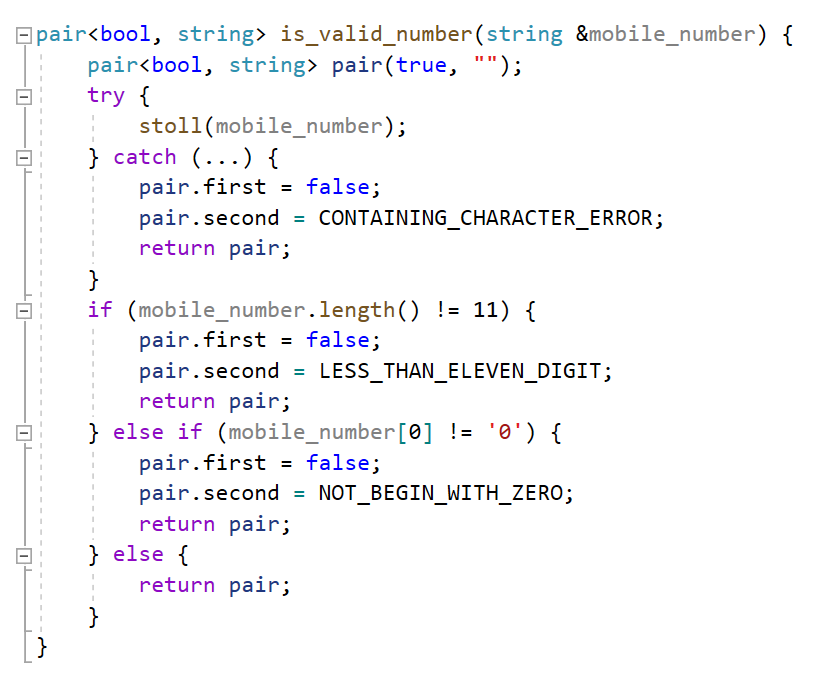 pair<bool, string> is_valid_number(string &mobile_number) {
    pair<bool, string> pair(true, "");
    try {
        stoll(mobile_number);
    } catch (...) {
        pair.first = false;
        pair.second = CONTAINING_CHARACTER_ERROR;
        return pair;
    }
    if (mobile_number.length() != 11) {
        pair.first = false;
        pair.second = LESS_THAN_ELEVEN_DIGIT;
        return pair;
    } else if (mobile_number[0] != '0') {
        pair.first = false;
        pair.second = NOT_BEGIN_WITH_ZERO;
        return pair;
    } else {
        return pair;
    }
}